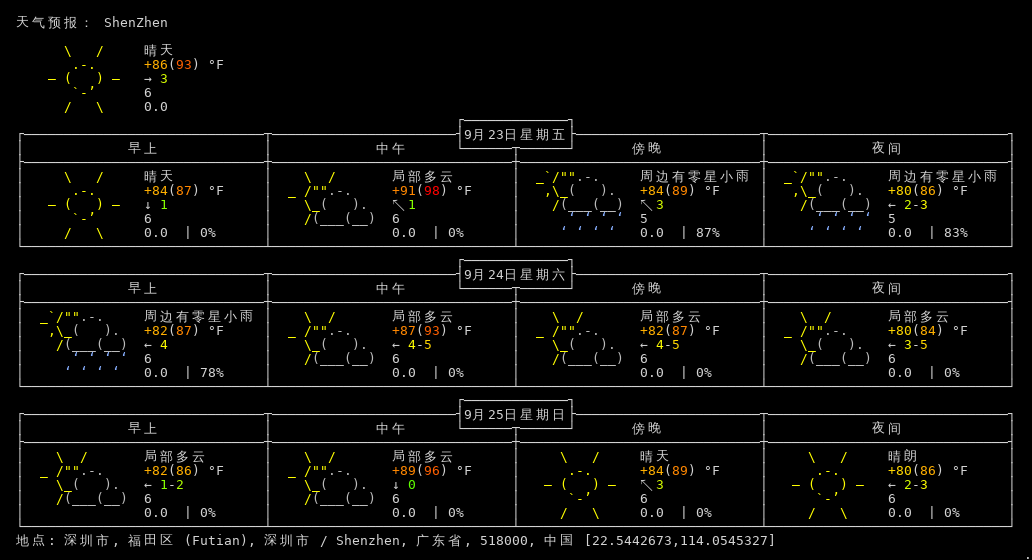 天气预报： ShenZhen
晴天
+86(93) °F
→ 3
6
0.0
9月23日星期五
早上 中午 傍晚 夜间
晴天 局部多云 周边有零星小雨 周边有零星小雨
+84(87) °F +91(98) °F +84(89) °F +80(86) °F
↓ 1 ↖ 1 ↖ 3 ← 2-3
6 6 5 5
0.0 | 0% 0.0 | 0% 0.0 | 87% 0.0 | 83%
9月24日星期六
早上 中午 傍晚 夜间
周边有零星小雨 局部多云 局部多云 局部多云
+82(87) °F +87(93) °F +82(87) °F +80(84) °F
← 4 ← 4-5 ← 4-5 ← 3-5
6 6 6 6
0.0 | 78% 0.0 | 0% 0.0 | 0% 0.0 | 0%
9月25日星期日
早上 中午 傍晚 夜间
局部多云 局部多云 晴天 晴朗
+82(86) °F +89(96) °F +84(89) °F +80(86) °F
← 1-2 ↓ 0 ↖ 3 ← 2-3
6 6 6 6
0.0 | 0% 0.0 | 0% 0.0 | 0% 0.0 | 0%
地点: 深圳市, 福田区 (Futian), 深圳市 / Shenzhen, 广东省, 518000, 中国 [22.5442673,114.0545327]